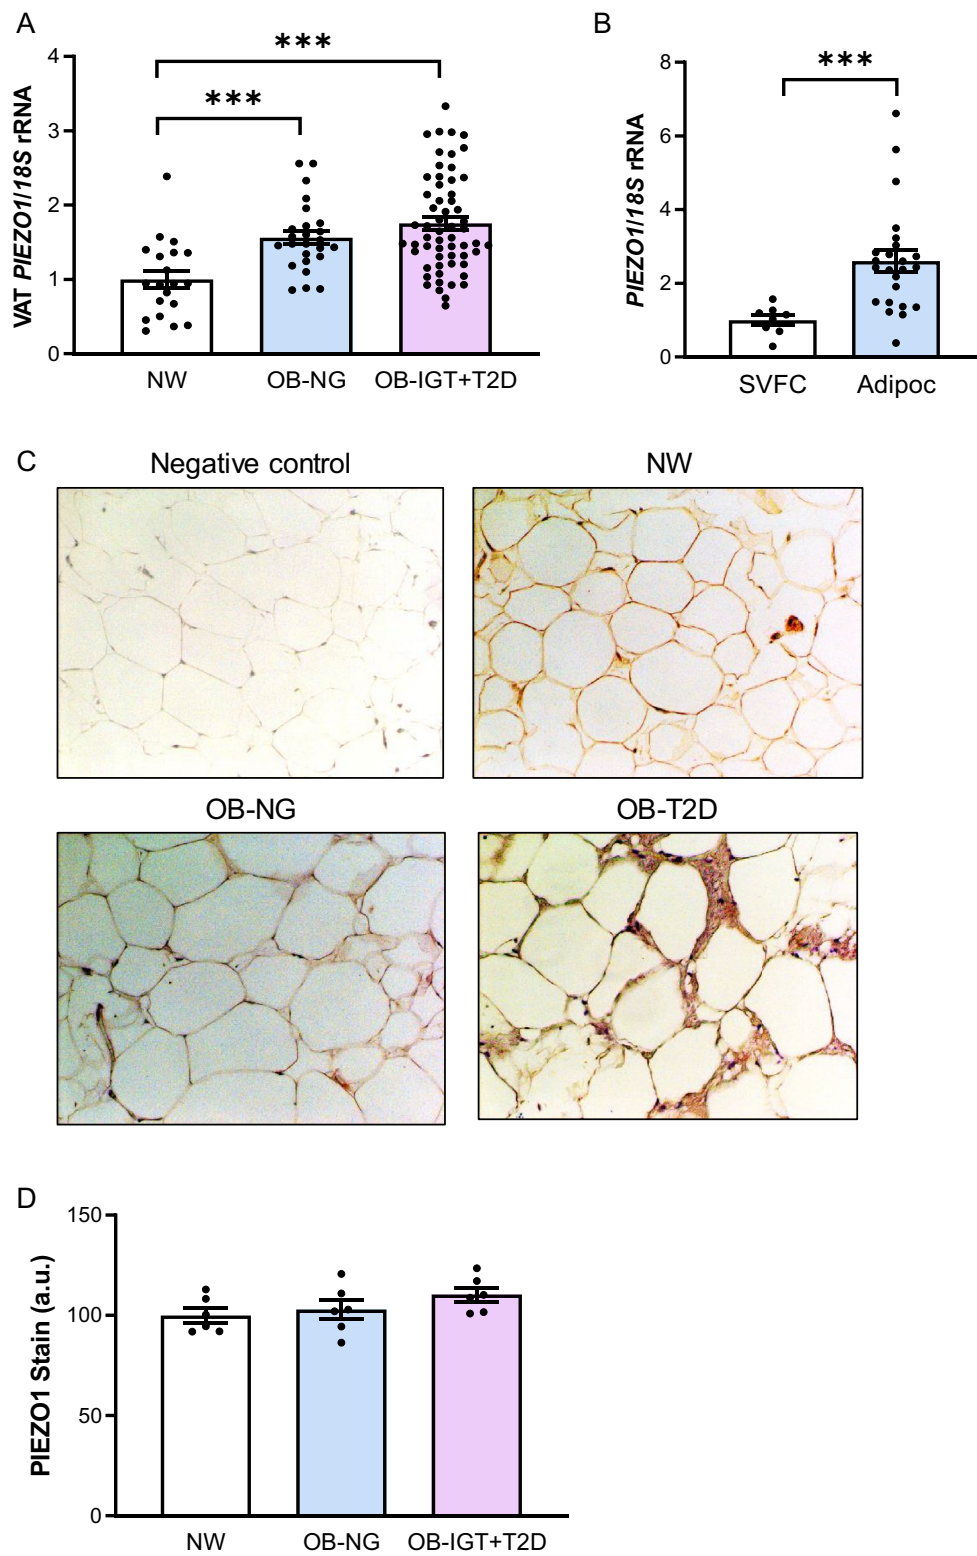 A
VAT PIEZO1/18S rRNA
4
3
2
1
0
***
***
NW
OB-NG
OB-IGT+T2D
B
PIEZO1/18S rRNA
8
6
4
2
0
***
SVFC
Adipoc
C
Negative control
NW
OB-NG
OB-T2D
D
PIEZO1 Stain (a.u.)
150
100
50
0
NW
OB-NG
OB-IGT+T2D